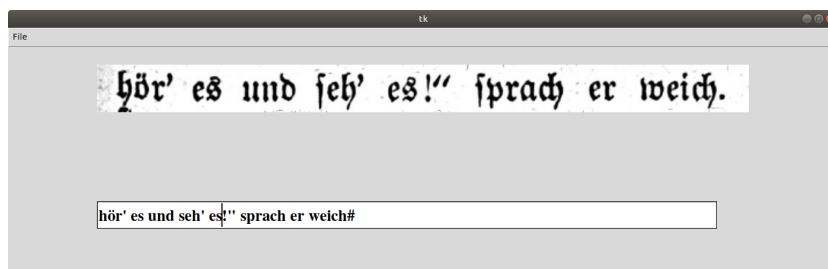 tk
File
hör' es und ſeh' es!“ ſprach er weich.
hör' es und seh' es!" sprach er weich#